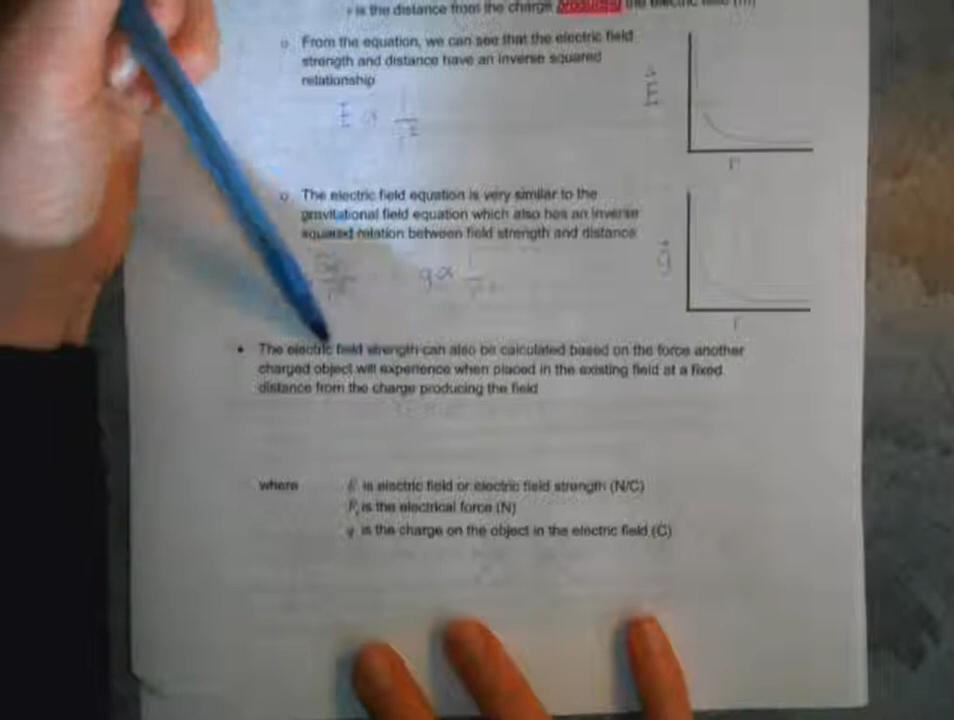 r is the distance from the charge producing the electric field (m)
o From the equation, we can see that the electric field
strength and distance have an inverse squared
relationship
E
E ∝ 1/r²
r
o The electric field equation is very similar to the
gravitational field equation which also has an inverse
squared relation between field strength and distance
g
g ∝ 1/r²
r
• The electric field strength can also be calculated based on the force another
charged object will experience when placed in the existing field at a fixed
distance from the charge producing the field
where E is electric field or electric field strength (N/C)
F is the electrical force (N)
q is the charge on the object in the electric field (C)